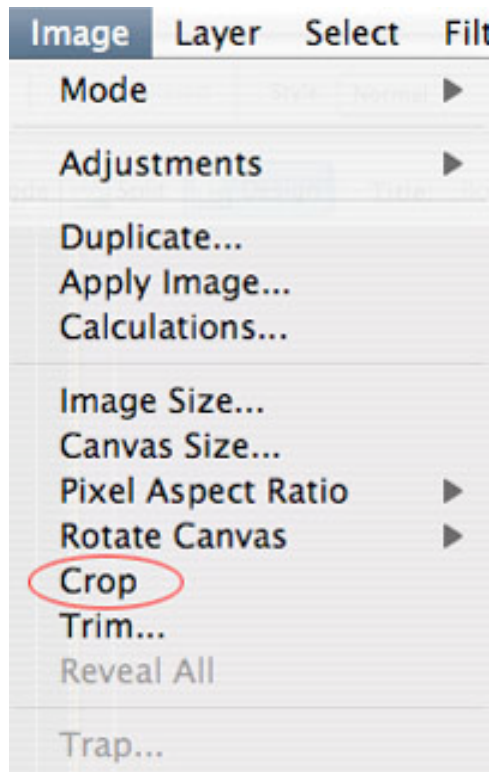 Image Layer Select Filt
Mode
Adjustments
Duplicate...
Apply Image...
Calculations...
Image Size...
Canvas Size...
Pixel Aspect Ratio
Rotate Canvas
Crop
Trim...
Reveal All
Trap...